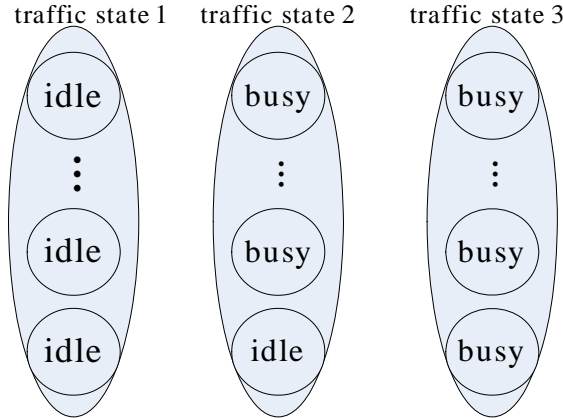 traffic state 1 traffic state 2 traffic state 3
idle busy busy
idle busy busy
idle idle busy